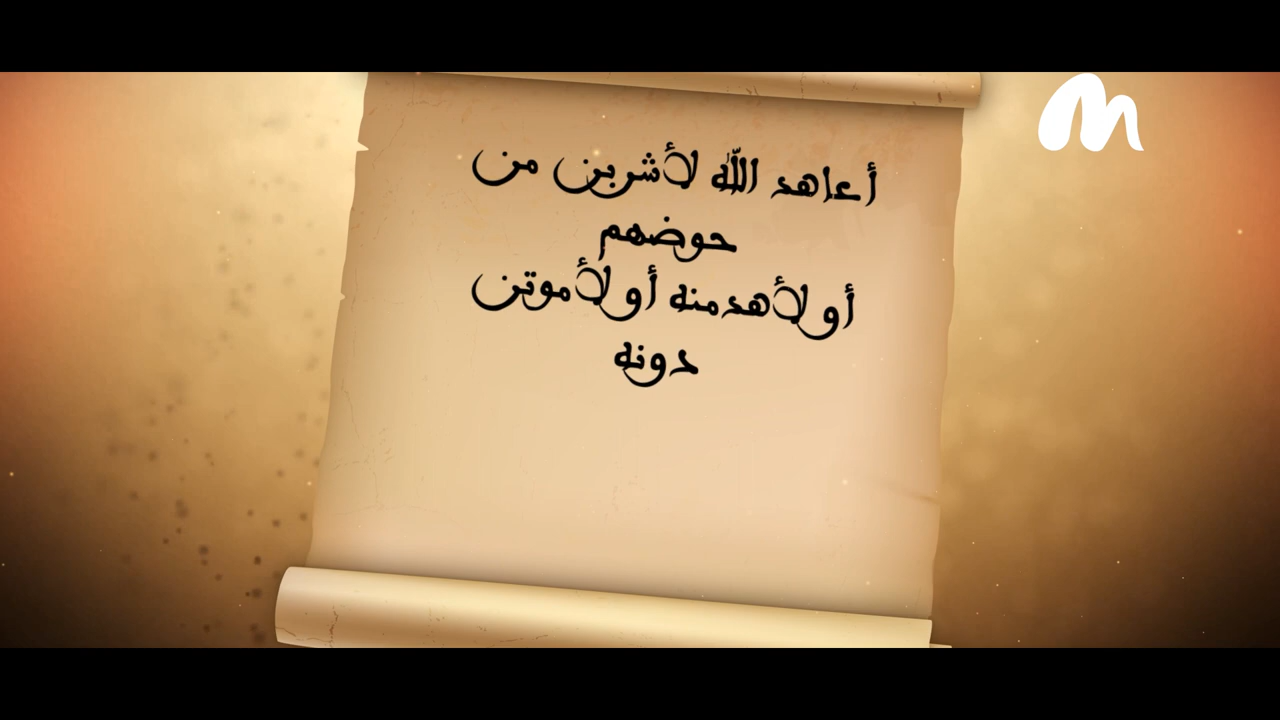 أعاهد الله لأشربن من
حوضهم
أو لأهدمنه أو لأموتن
دونه